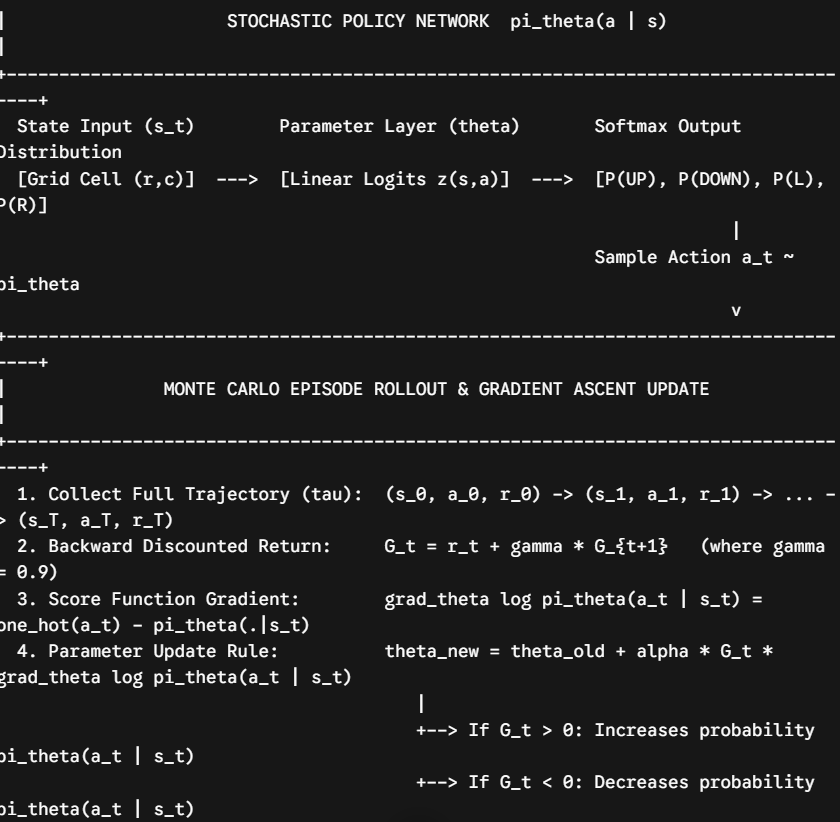 |                     STOCHASTIC POLICY NETWORK  pi_theta(a | s)
|
+-------------------------------------------------------------------------------
----+
  State Input (s_t)        Parameter Layer (theta)       Softmax Output
Distribution
  [Grid Cell (r,c)]  --->  [Linear Logits z(s,a)]  --->  [P(UP), P(DOWN), P(L),
P(R)]
                                                                      |
                                                         Sample Action a_t ~
pi_theta
                                                                      v
+-------------------------------------------------------------------------------
----+
|               MONTE CARLO EPISODE ROLLOUT & GRADIENT ASCENT UPDATE
|
+-------------------------------------------------------------------------------
----+
  1. Collect Full Trajectory (tau):  (s_0, a_0, r_0) -> (s_1, a_1, r_1) -> ... -
> (s_T, a_T, r_T)
  2. Backward Discounted Return:     G_t = r_t + gamma * G_{t+1}   (where gamma
= 0.9)
  3. Score Function Gradient:        grad_theta log pi_theta(a_t | s_t) =
one_hot(a_t) - pi_theta(.|s_t)
  4. Parameter Update Rule:          theta_new = theta_old + alpha * G_t *
grad_theta log pi_theta(a_t | s_t)
                                        |
                                        +--> If G_t > 0: Increases probability
pi_theta(a_t | s_t)
                                        +--> If G_t < 0: Decreases probability
pi_theta(a_t | s_t)